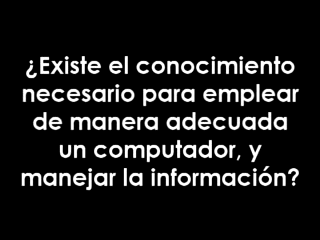 ¿Existe el conocimiento
necesario para emplear
de manera adecuada
un computador, y
manejar la información?